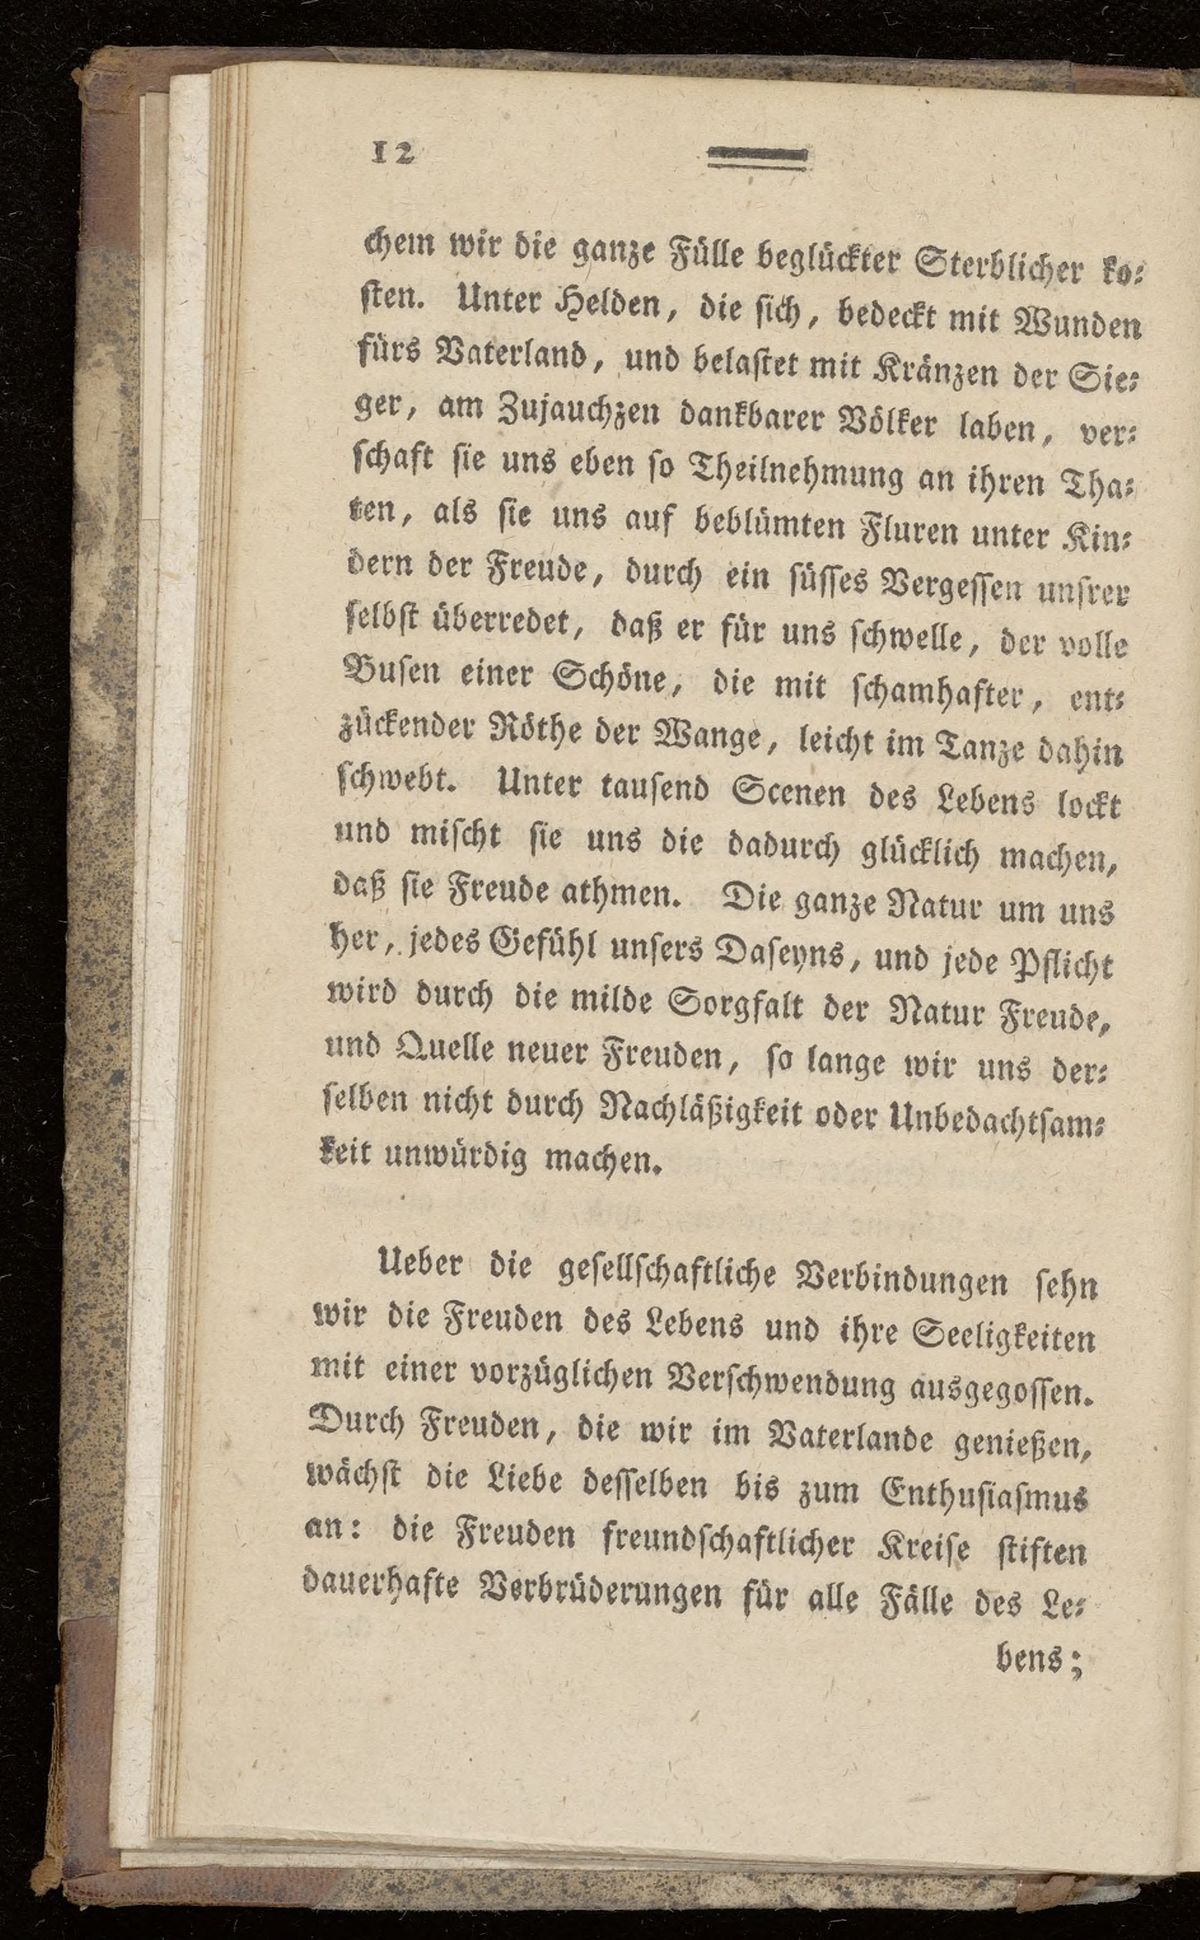 12
chem wir die ganze Fülle beglückter Sterblicher ko⸗
ſten. Unter Helden, die ſich, bedeckt mit Wunden
fürs Vaterland, und belaſtet mit Kränzen der Sie⸗
ger, am Zujauchzen dankbarer Völker laben, ver⸗
ſchaft ſie uns eben ſo Theilnehmung an ihren Tha⸗
ten, als ſie uns auf beblümten Fluren unter Kin⸗
dern der Freude, durch ein ſüſſes Vergeſſen unſrer
ſelbſt überredet, daß er für uns ſchwelle, der volle
Buſen einer Schöne, die mit ſchamhafter, ent⸗
zückender Röthe der Wange, leicht im Tanze dahin
ſchwebt. Unter tauſend Scenen des Lebens lockt
und miſcht ſie uns die dadurch glücklich machen,
daß ſie Freude athmen. Die ganze Natur um uns
her, jedes Gefühl unſers Daſeyns, und jede Pflicht
wird durch die milde Sorgfalt der Natur Freude,
und Quelle neuer Freuden, ſo lange wir uns der⸗
ſelben nicht durch Nachläßigkeit oder Unbedachtſam⸗
keit unwürdig machen.
Ueber die geſellſchaftliche Verbindungen ſehn
wir die Freuden des Lebens und ihre Seeligkeiten
mit einer vorzüglichen Verſchwendung ausgegoſſen.
Durch Freuden, die wir im Vaterlande genießen,
wächſt die Liebe deſſelben bis zum Enthuſiaſmus
an: die Freuden freundſchaftlicher Kreiſe ſtiften
dauerhafte Verbrüderungen für alle Fälle des Le⸗
bens;